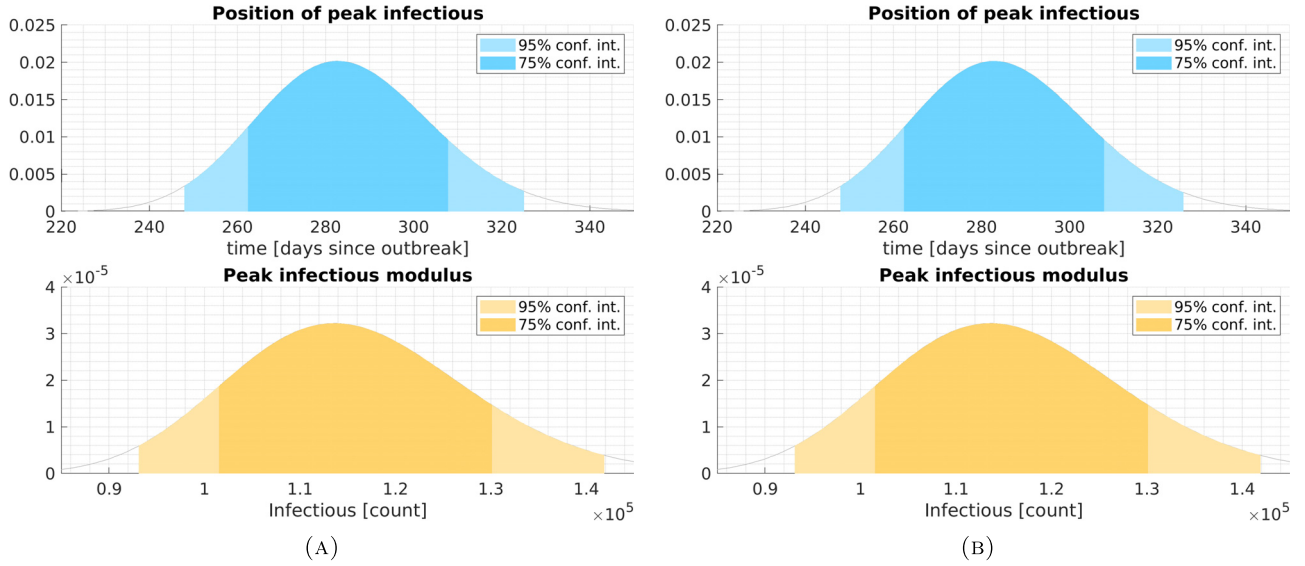 Position of peak infectious
0.025
0.02
0.015
0.01
0.005
0
95% conf. int.
75% conf. int.
220 240 260 280 300 320 340
time [days since outbreak]
Peak infectious modulus
×10-5
4
3
2
1
0
95% conf. int.
75% conf. int.
0.9 1 1.1 1.2 1.3 1.4
Infectious [count]
×105
(A)
Position of peak infectious
0.025
0.02
0.015
0.01
0.005
0
95% conf. int.
75% conf. int.
220 240 260 280 300 320 340
time [days since outbreak]
Peak infectious modulus
×10-5
4
3
2
1
0
95% conf. int.
75% conf. int.
0.9 1 1.1 1.2 1.3 1.4
Infectious [count]
×105
(B)